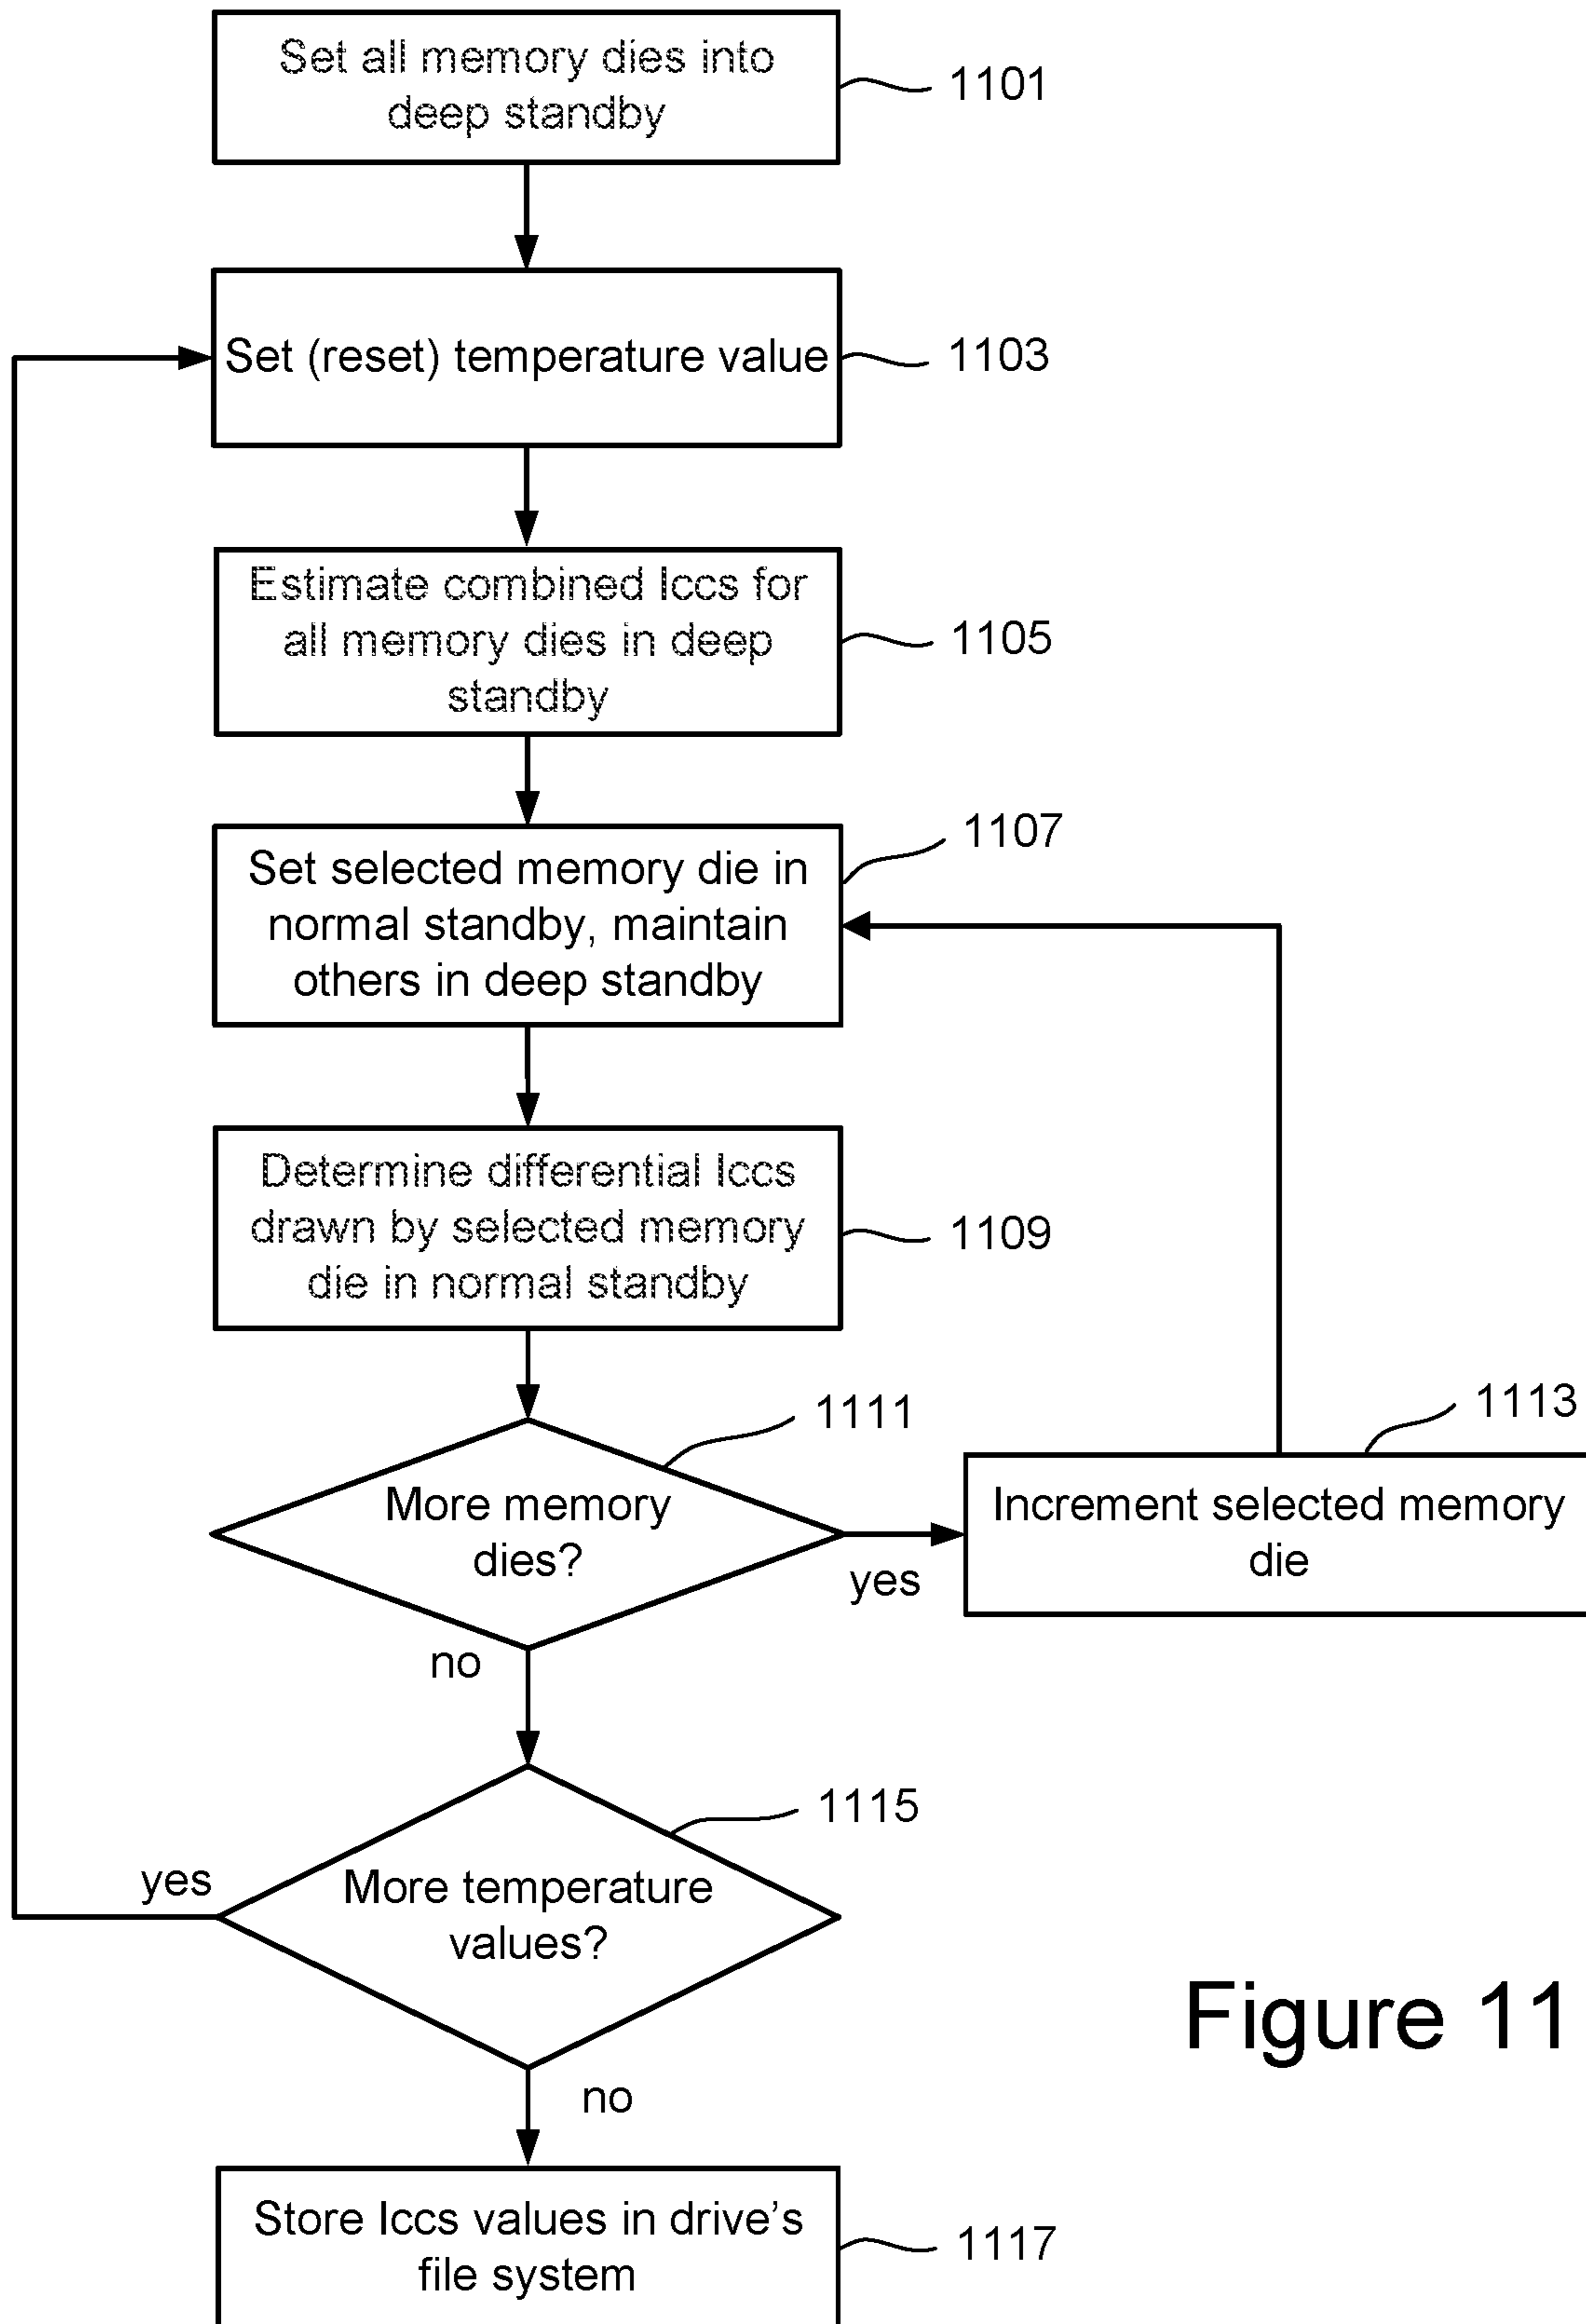 Set all memory dies into
deep standby
1101
Set (reset) temperature value
1103
Estimate combined Iccs for
all memory dies in deep
standby
1105
1107
Set selected memory die in
normal standby, maintain
others in deep standby
Determine differential Iccs
drawn by selected memory
die in normal standby
1109
1111
More memory
dies?
yes
no
1113
Increment selected memory
die
1115
More temperature
values?
yes
no
Store Iccs values in drive's
file system
1117
Figure 11